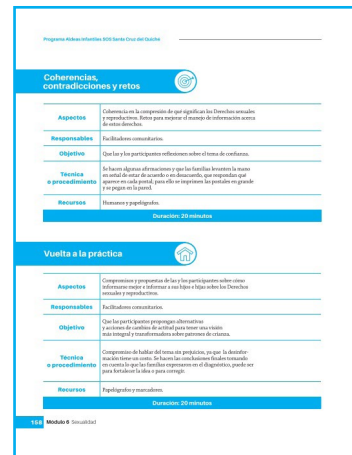 Programa Aldeas Infantiles SOS Santa Cruz del Quiché
Coherencias,
contradicciones y retos
Aspectos
Coherencia en la comprensión de qué significan los Derechos sexuales
y reproductivos. Retos para mejorar el manejo de información acerca
de estos derechos.
Responsables
Facilitadores comunitarios.
Objetivo
Que las y los participantes reflexionen sobre el tema de confianza.
Técnica
o procedimiento
Se hacen algunas afirmaciones y que las familias levanten la mano
en señal de estar de acuerdo o en desacuerdo, que respondan qué
aparece en cada postal; para ello se imprimen las postales en grande
y se pegan en la pared.
Recursos
Humanos y papelógrafos.
Duración: 20 minutos
Vuelta a la práctica
Aspectos
Compromisos y propuestas de las y los participantes sobre cómo
informarse mejor e informar a sus hijos e hijas sobre los Derechos
sexuales y reproductivos.
Responsables
Facilitadores comunitarios.
Objetivo
Que las participantes propongan alternativas
y acciones de cambios de actitud para tener una visión
más integral y transformadora sobre patrones de crianza.
Técnica
o procedimiento
Compromiso de hablar del tema sin prejuicios, ya que la desinfor-
mación tiene un costo. Se hacen las conclusiones finales tomando
en cuenta lo que las familias expresaron en el diagnóstico, puede ser
para fortalecer la idea o para corregir.
Recursos
Papelógrafos y marcadores.
Duración: 20 minutos
158 Módulo 6 Sexualidad